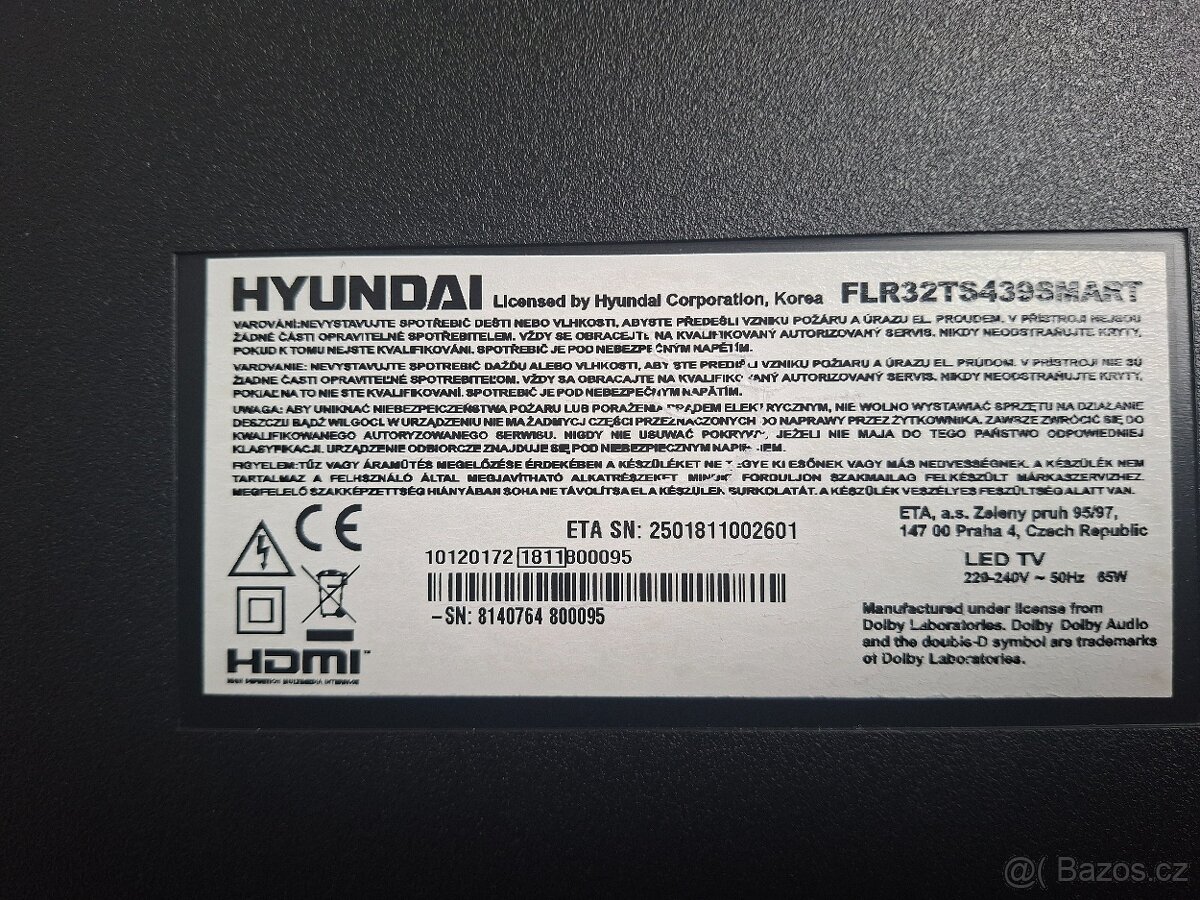 HYUNDAI Licensed by Hyundai Corporation, Korea FLR32TS439SMART
VAROVÁNI:NEVYSTAVUJTE SPOTŘEBIČ DEŠTI NEBO VLHKOSTI, ABYSTE PŘEDEŠLI VZNIKU POŽÁRU A ÚRAZU EL. PROUDEM. V PŘÍSTROJI NEJSOU
ŽÁDNÉ ČÁSTI OPRAVITELNÉ SPOTŘEBITELEM. VŽDY SE OBRACEJTE NA KVALIFIKOVANÝ AUTORIZOVANÝ SERVIS. NIKDY NEODSTRAŇUJTE KRYTY,
POKUD K TOMU NEJSTE KVALIFIKOVÁNI. SPOTŘEBIČ JE POD NEBEZPEČNÝM NAPĚTÍM.
VAROVANIE: NEVYSTAVUJTE SPOTREBIČ DAŽĎU ALEBO VLHKOSTI, ABY STE PREDIŠLI VZNIKU POŽIARU A ÚRAZU EL. PRÚDOM. V PRÍSTROJI NIE SÚ
ŽIADNE ČASTI OPRAVITEĽNÉ SPOTREBITEĽOM. VŽDY SA OBRACAJTE NA KVALIFIKOVANÝ AUTORIZOVANÝ SERVIS. NIKDY NEODSTRAŇUJTE KRYTY,
POKIAĽ NA TO NIE STE KVALIFIKOVANÍ. SPOTREBIČ JE POD NEBEZPEČNÝM NAPÄTÍM.
UWAGA: ABY UNIKNĄĆ NIEBEZPIECZEŃSTWA POŻARU LUB PORAŻENIA PRĄDEM ELEKTRYCZNYM, NIE WOLNO WYSTAWIAĆ SPRZĘTU NA DZIAŁANIE
DESZCZU BĄDŹ WILGOCI. W URZĄDZENIU NIE MA ŻADNYCH CZĘŚCI PRZEZNACZONYCH DO NAPRAWY PRZEZ UŻYTKOWNIKA. ZAWSZE ZWRÓCIĆ SIĘ DO
KWALIFIKOWANEGO AUTORYZOWANEGO SERWISU. NIGDY NIE USUWAĆ POKRYWY, JEŻELI NIE MAJĄ DO TEGO PAŃSTWO ODPOWIEDNIEJ
KLASYFIKACJI. URZĄDZENIE ODBIORCZE ZNAJDUJE SIĘ POD NIEBEZPIECZNYM NAPIĘCIEM.
FIGYELEM: TŰZ VAGY ÁRAMÜTÉS MEGELŐZÉSE ÉRDEKÉBEN A KÉSZÜLÉKET NE TEGYE KI ESŐNEK VAGY MÁS NEDVESSÉGNEK. A KÉSZÜLÉK NEM
TARTALMAZ A FELHSZNÁLÓ ÁLTAL MEGJAVÍTHATÓ ALKATRÉSZEKET MINDIG FORDULJON SZAKMAILAG FELKÉSZÜLT MÁRKASZERVIZHEZ.
MEGFELELŐ SZAKKÉPZETTSÉG HIÁNYÁBAN SOHA NE TÁVOLÍTSA EL A KÉSZÜLÉK BURKOLATÁT. A KÉSZÜLÉK VESZÉLYES FESZÜLTSÉG ALATT VAN.
ETA, a.s. Zeleny pruh 95/97,
147 00 Praha 4, Czech Republic
ETA SN: 2501811002601
10120172 1811 800095
-SN: 8140764 800095
LED TV
220-240V ~ 50Hz 65W
Manufactured under license from
Dolby Laboratories. Dolby, Dolby Audio
and the double-D symbol are trademarks
of Dolby Laboratories.
CE
HDMI™
HIGH DEFINITION MULTIMEDIA INTERFACE
@( Bazos.cz